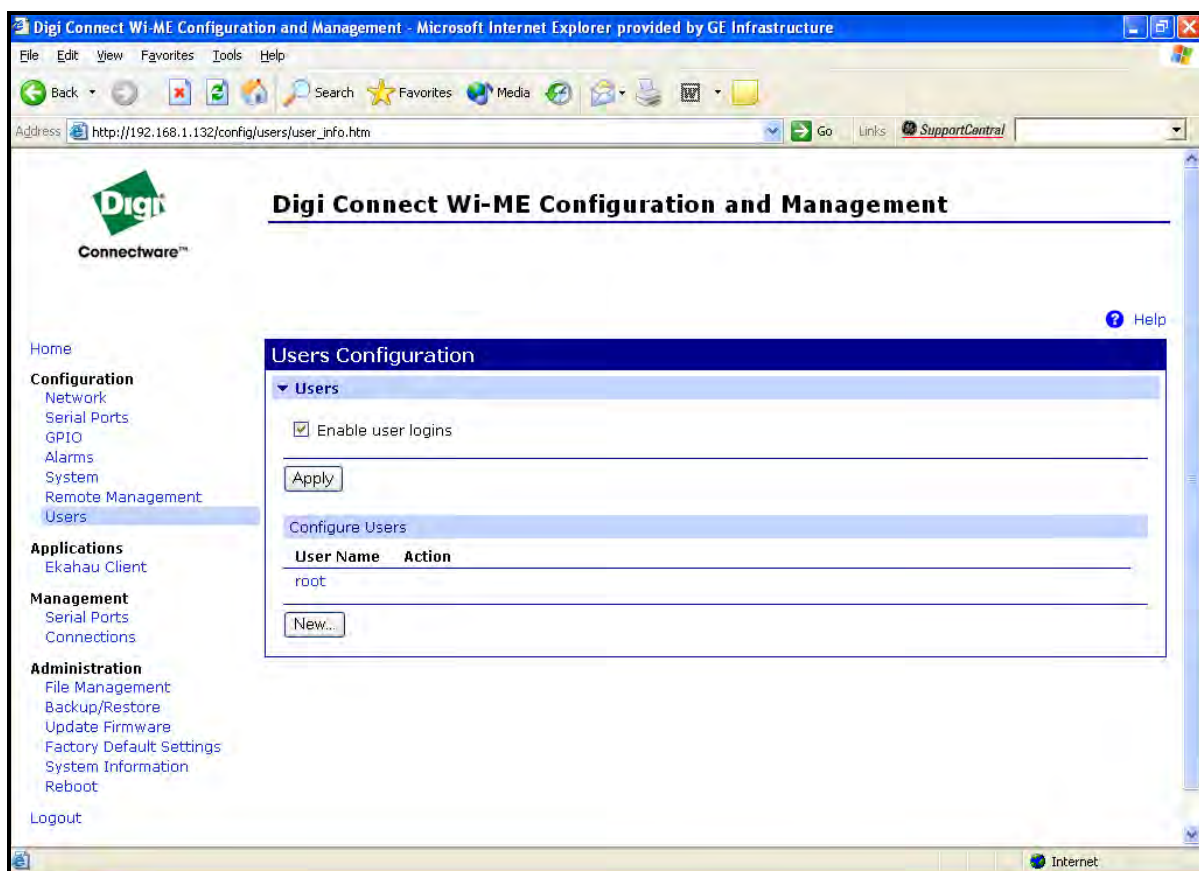 Digi Connect Wi-ME Configuration and Management - Microsoft Internet Explorer provided by GE Infrastructure
File Edit View Favorites Tools Help
Back Search Favorites Media
Address http://192.168.1.132/config/users/user_info.htm Go Links SupportCentral
Digi
Connectware™
Digi Connect Wi-ME Configuration and Management
Help
Home
Configuration
Network
Serial Ports
GPIO
Alarms
System
Remote Management
Users
Applications
Ekahau Client
Management
Serial Ports
Connections
Administration
File Management
Backup/Restore
Update Firmware
Factory Default Settings
System Information
Reboot
Logout
Users Configuration
Users
Enable user logins
Apply
Configure Users
User Name Action
root
New...
Internet